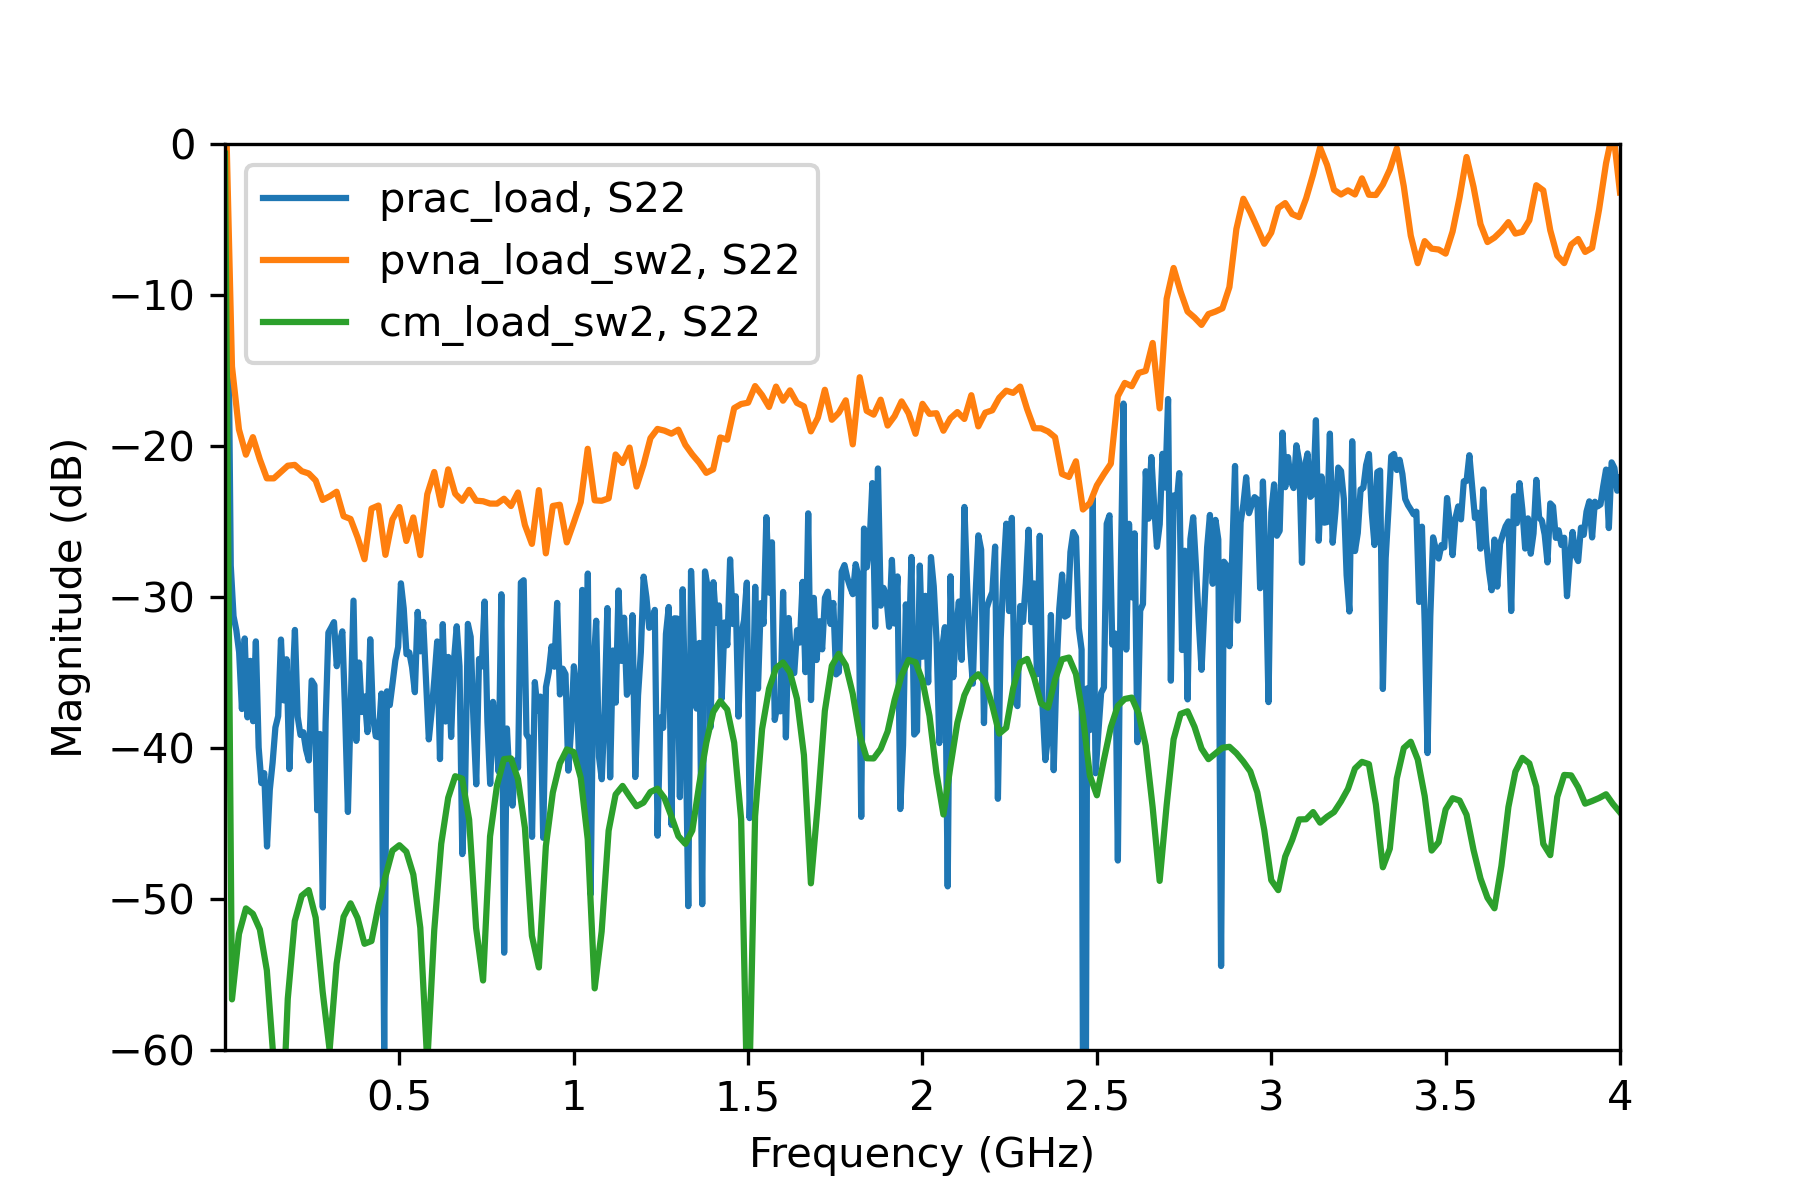 0
−10
−20
−30
−40
−50
−60
Magnitude (dB)
prac_load, S22
pvna_load_sw2, S22
cm_load_sw2, S22
0.5 1 1.5 2 2.5 3 3.5 4
Frequency (GHz)